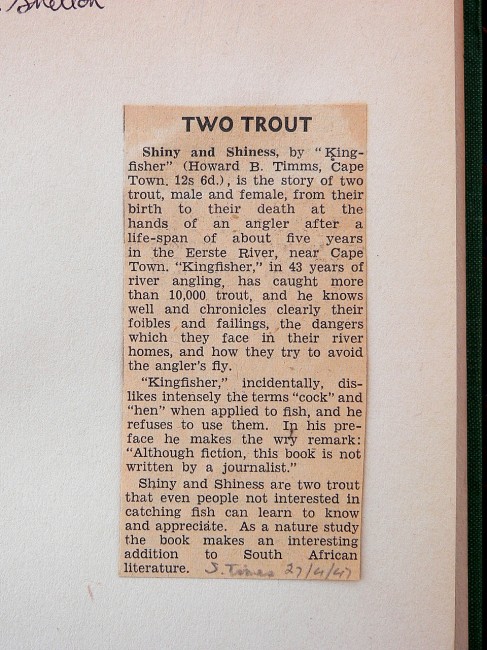 Shelton
TWO TROUT
Shiny and Shiness, by "King-
fisher" (Howard B. Timms, Cape
Town. 12s 6d.), is the story of two
trout, male and female, from their
birth to their death at the
hands of an angler after a
life-span of about five years
in the Eerste River, near Cape
Town. "Kingfisher," in 43 years of
river angling, has caught more
than 10,000 trout, and he knows
well and chronicles clearly their
foibles and failings, the dangers
which they face in their river
homes, and how they try to avoid
the angler's fly.
"Kingfisher," incidentally, dis-
likes intensely the terms "cock" and
"hen" when applied to fish, and he
refuses to use them. In his pre-
face he makes the wry remark:
"Although fiction, this book is not
written by a journalist."
Shiny and Shiness are two trout
that even people not interested in
catching fish can learn to know
and appreciate. As a nature study
the book makes an interesting
addition to South African
literature. S. Times 27/4/47